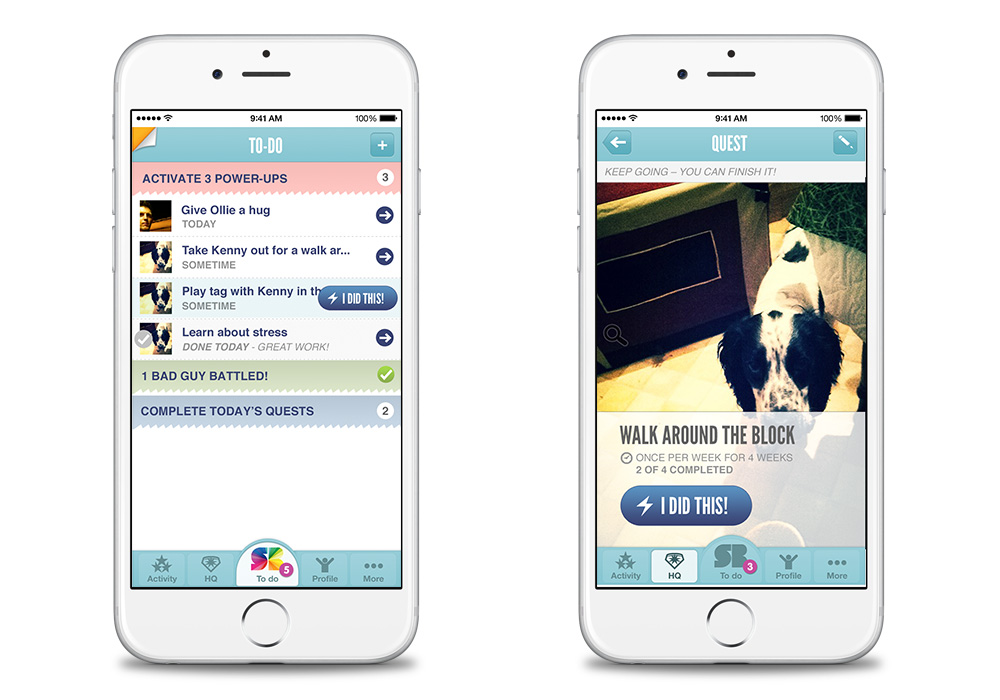 9:41 AM
100%
TO-DO
ACTIVATE 3 POWER-UPS
3
Give Ollie a hug
TODAY
Take Kenny out for a walk ar...
SOMETIME
Play tag with Kenny in th
SOMETIME
I DID THIS!
Learn about stress
DONE TODAY - GREAT WORK!
1 BAD GUY BATTLED!
COMPLETE TODAY'S QUESTS
2
Activity
HQ
SB
5
To do
Profile
More
9:41 AM
100%
QUEST
KEEP GOING – YOU CAN FINISH IT!
WALK AROUND THE BLOCK
ONCE PER WEEK FOR 4 WEEKS
2 OF 4 COMPLETED
I DID THIS!
Activity
HQ
SB
3
To do
Profile
More